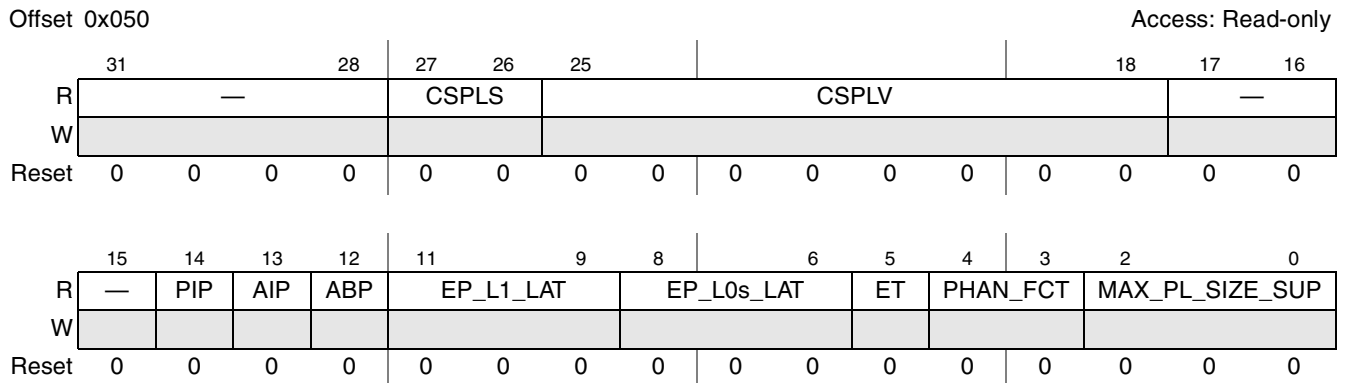 Offset 0x050 Access: Read-only
31 28 27 26 25 18 17 16
R — CSPLS CSPLV —
W
Reset 0 0 0 0 0 0 0 0 0 0 0 0 0 0 0 0
15 14 13 12 11 9 8 6 5 4 3 2 0
R — PIP AIP ABP EP_L1_LAT EP_L0s_LAT ET PHAN_FCT MAX_PL_SIZE_SUP
W
Reset 0 0 0 0 0 0 0 0 0 0 0 0 0 0 0 0